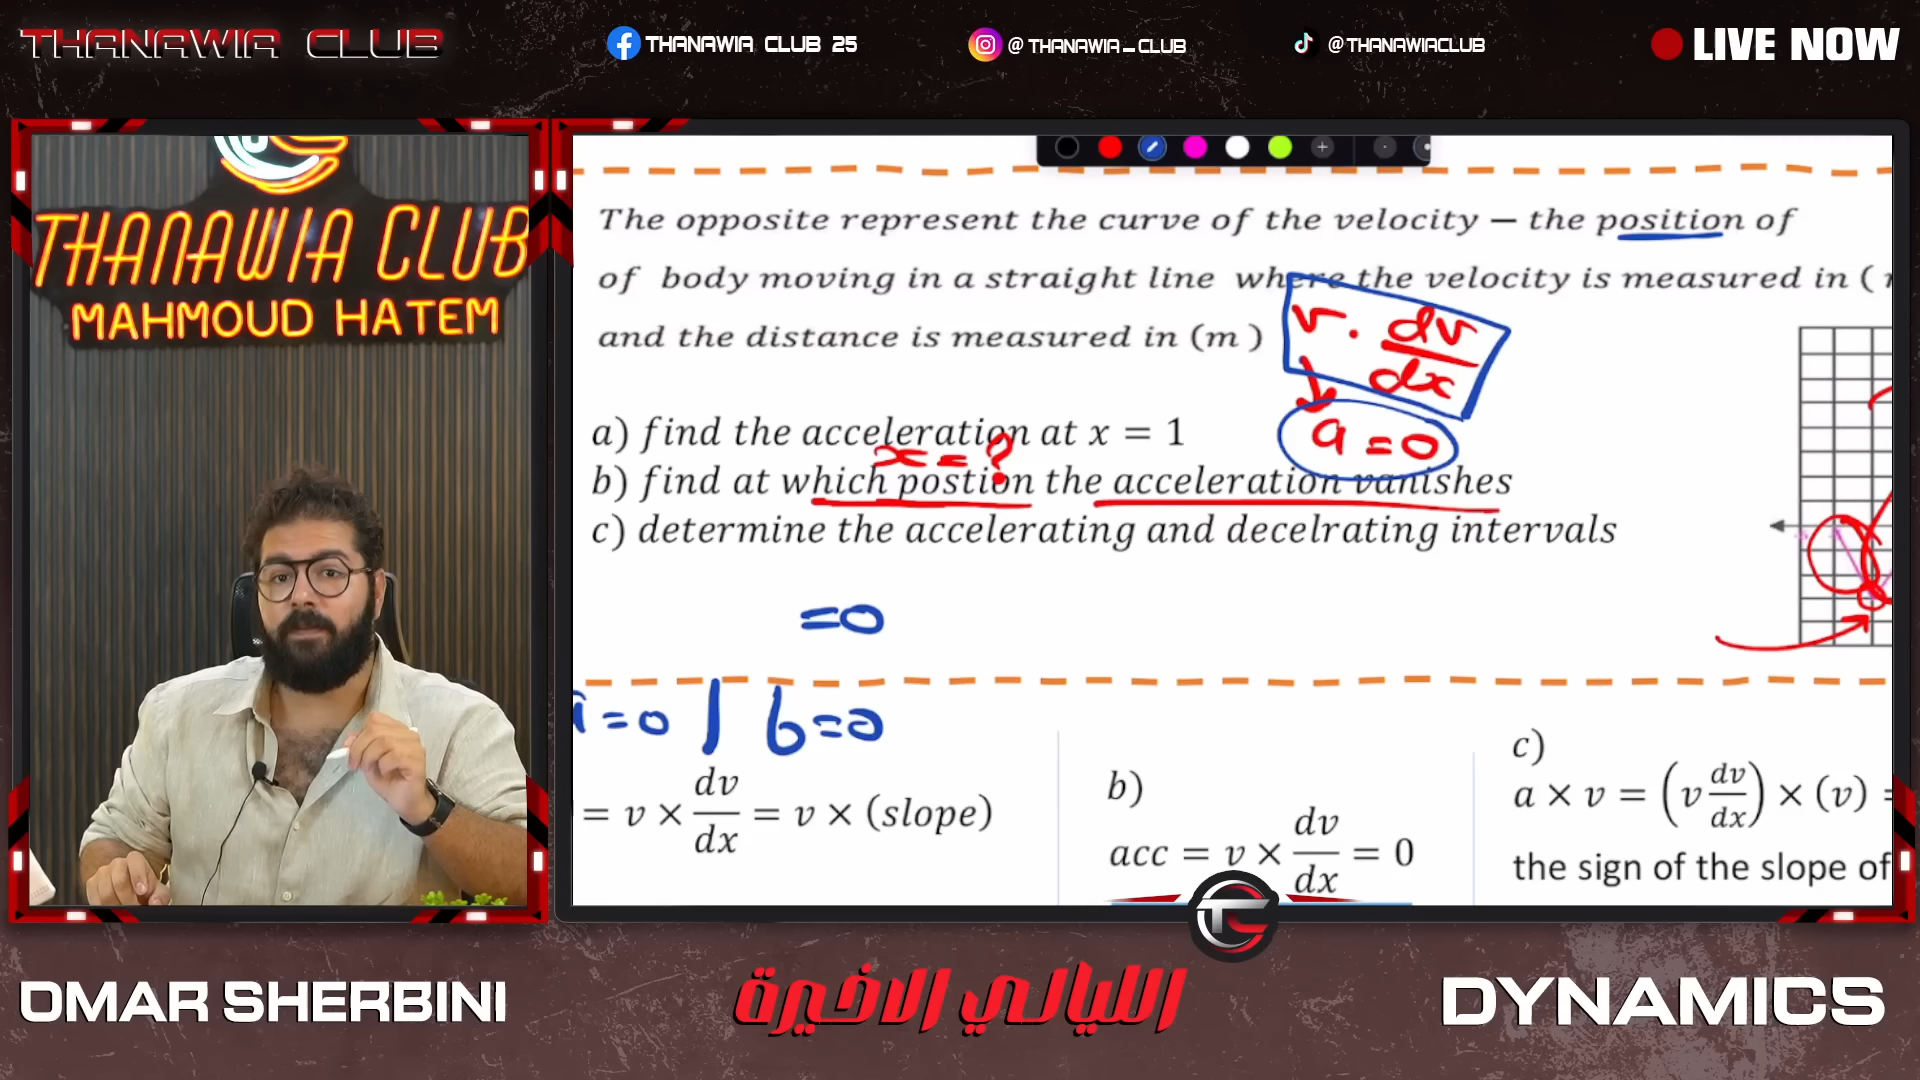 THANAWIA CLUB
THANAWIA CLUB 25
@THANAWIA_CLUB
@THANAWIACLUB
LIVE NOW
THANAWIA CLUB
MAHMOUD HATEM
The opposite represent the curve of the velocity − the position of
of body moving in a straight line where the velocity is measured in (
and the distance is measured in (m )
v. dv/dx
a) find the acceleration at x = 1
a = 0
x = ?
b) find at which postion the acceleration vanishes
c) determine the accelerating and decelrating intervals
=0
=0 | b=0
= v × dv/dx = v × (slope)
b)
acc = v × dv/dx = 0
c)
a × v = (v dv/dx) × (v) =
the sign of the slope of
TC
OMAR SHERBINI
الليالي الاخيرة
DYNAMICS